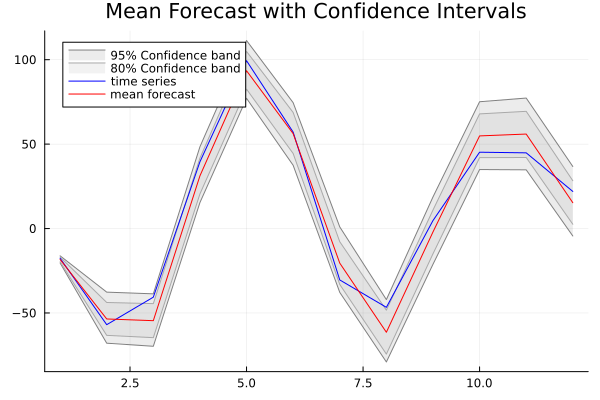 Mean Forecast with Confidence Intervals
95% Confidence band
80% Confidence band
time series
mean forecast
100
50
0
−50
2.5 5.0 7.5 10.0